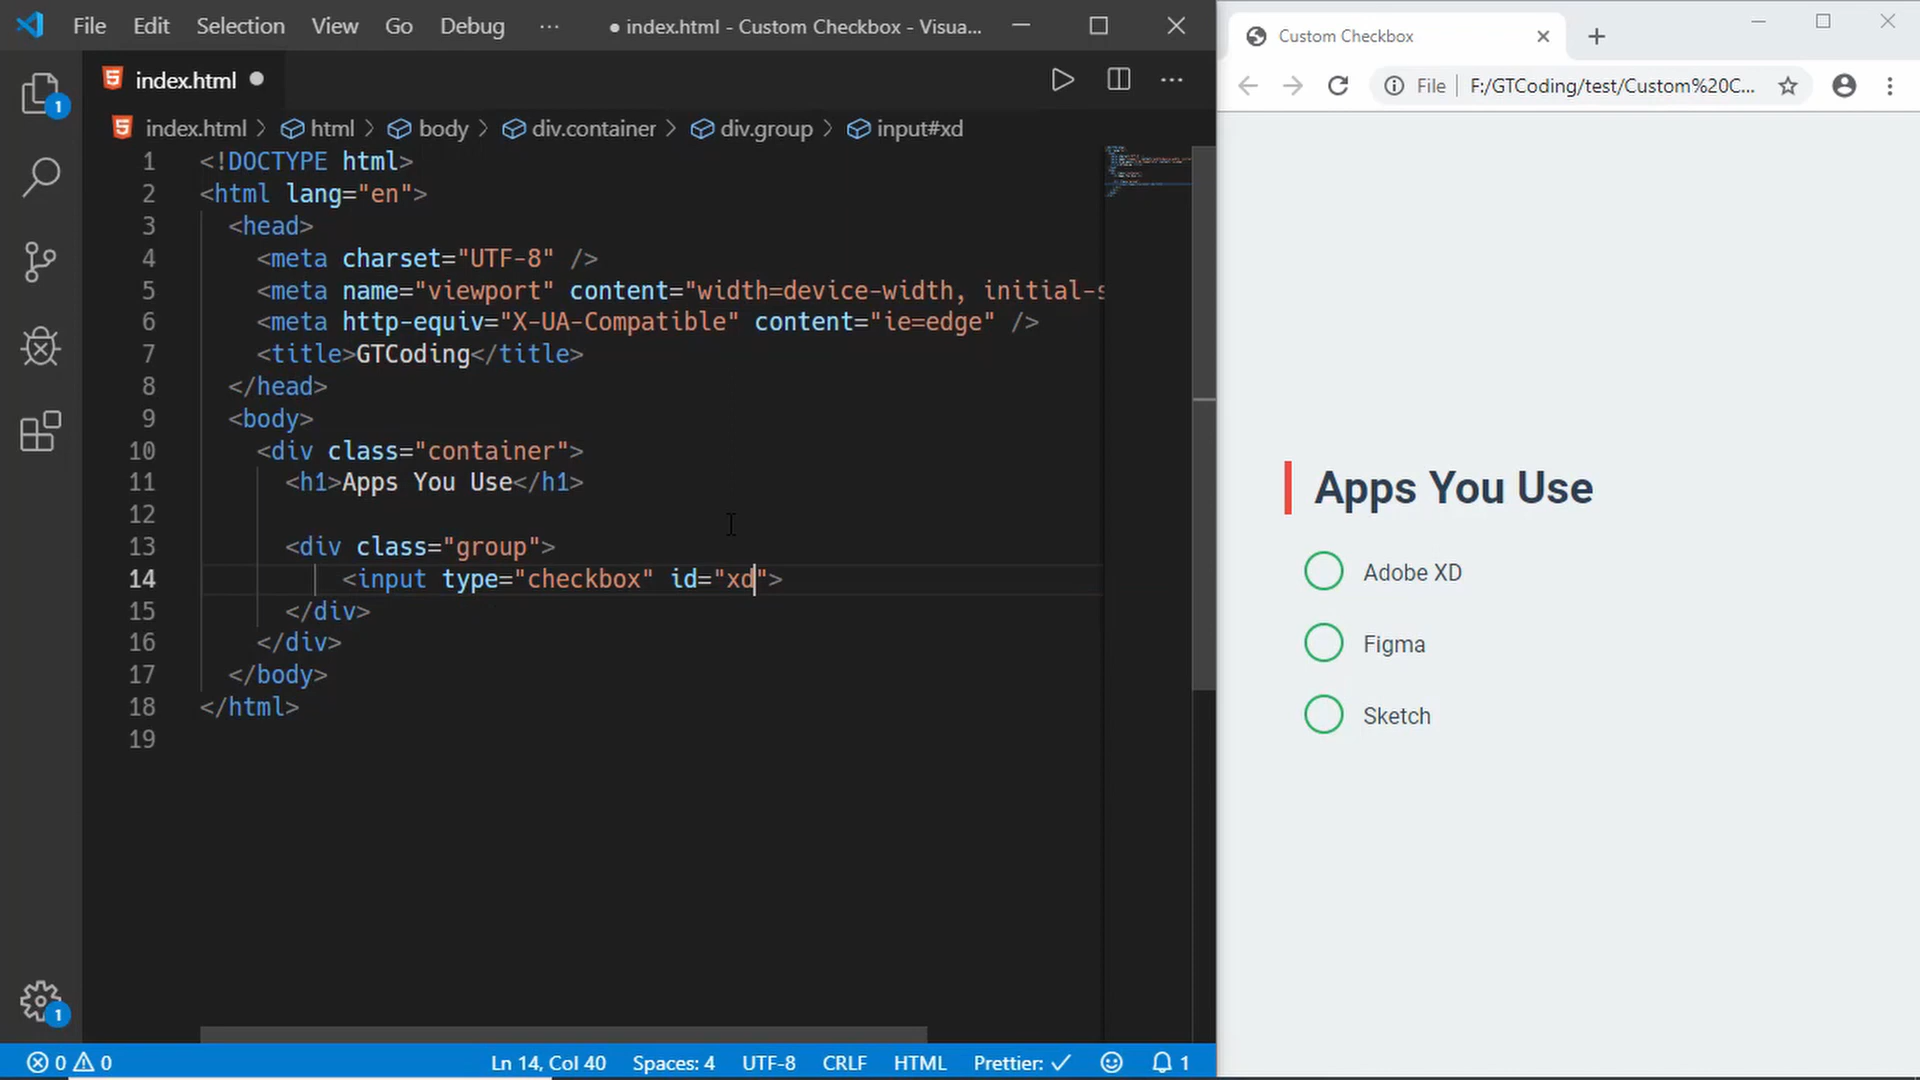 File Edit Selection View Go Debug ··· ● index.html - Custom Checkbox - Visua...
index.html
index.html > html > body > div.container > div.group > input#xd
1 <!DOCTYPE html>
2 <html lang="en">
3 <head>
4 <meta charset="UTF-8" />
5 <meta name="viewport" content="width=device-width, initial-s
6 <meta http-equiv="X-UA-Compatible" content="ie=edge" />
7 <title>GTCoding</title>
8 </head>
9 <body>
10 <div class="container">
11 <h1>Apps You Use</h1>
12
13 <div class="group">
14 <input type="checkbox" id="xd">
15 </div>
16 </div>
17 </body>
18 </html>
19
1
1
0 0 Ln 14, Col 40 Spaces: 4 UTF-8 CRLF HTML Prettier: ✓ 1
Custom Checkbox
File F:/GTCoding/test/Custom%20C...
Apps You Use
Adobe XD
Figma
Sketch